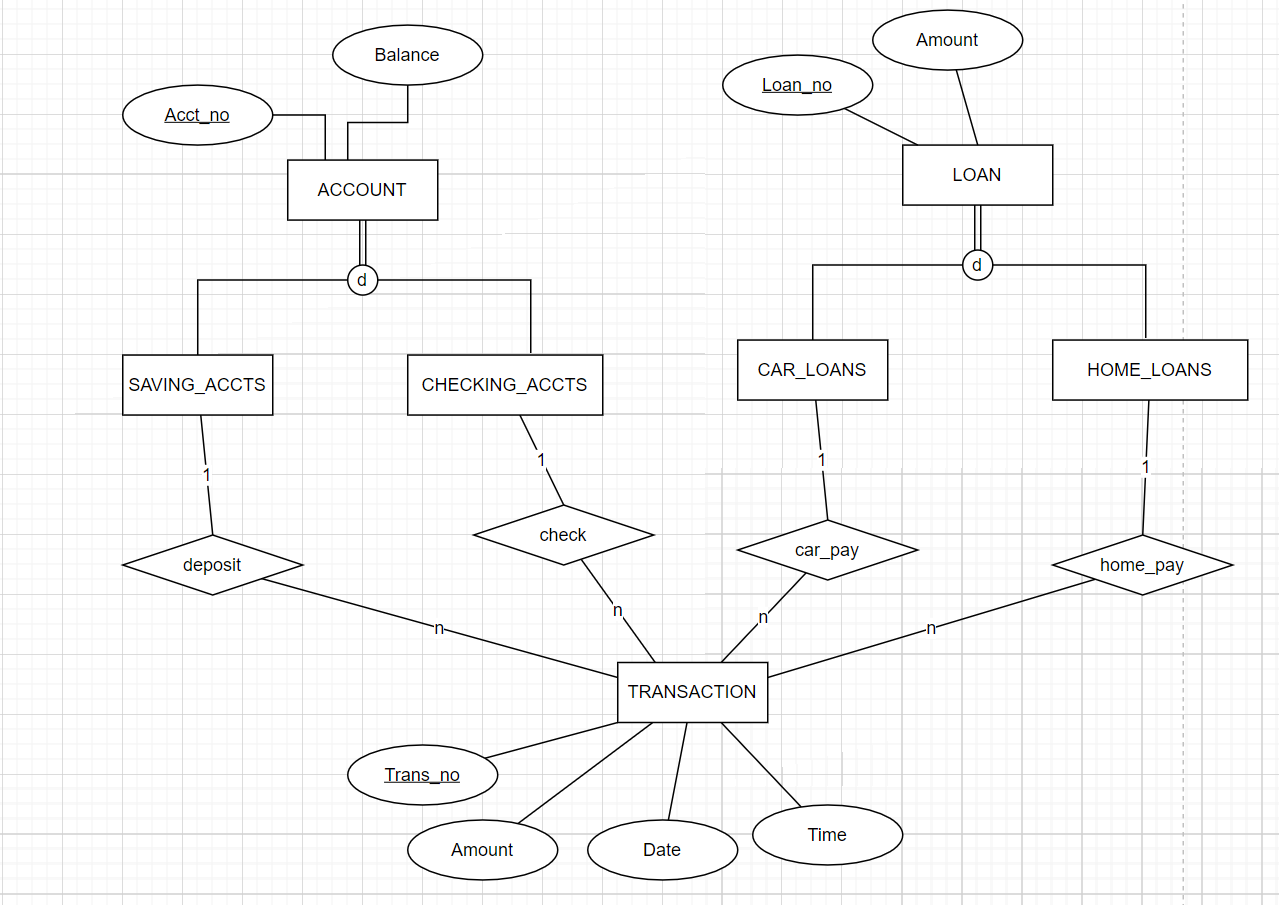 Balance
Amount
Acct_no
Loan_no
ACCOUNT
LOAN
d
d
SAVING_ACCTS
CHECKING_ACCTS
CAR_LOANS
HOME_LOANS
1
1
1
1
deposit
check
car_pay
home_pay
n
n
n
n
TRANSACTION
Trans_no
Amount
Date
Time